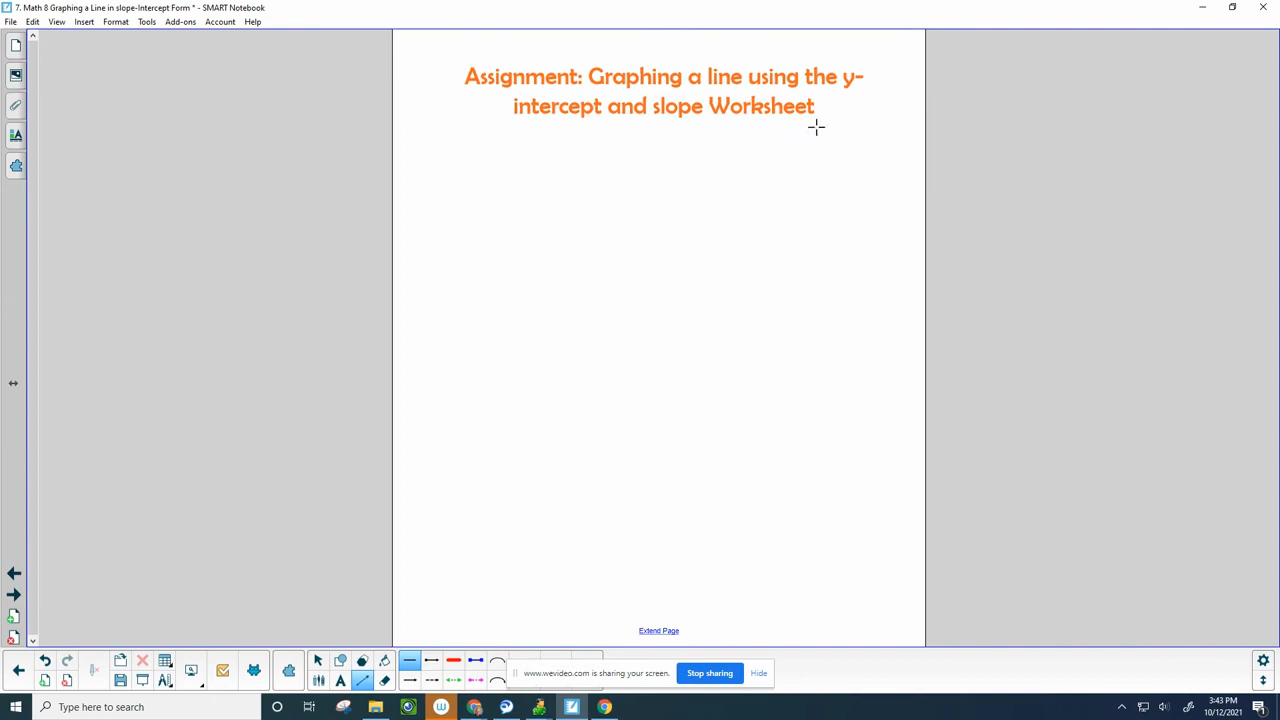 7. Math 8 Graphing a Line in slope-Intercept Form * - SMART Notebook
File Edit View Insert Format Tools Add-ons Account Help
Assignment: Graphing a line using the y-
intercept and slope Worksheet
Extend Page
www.wevideo.com is sharing your screen. Stop sharing Hide
Type here to search
3:43 PM
10/12/2021